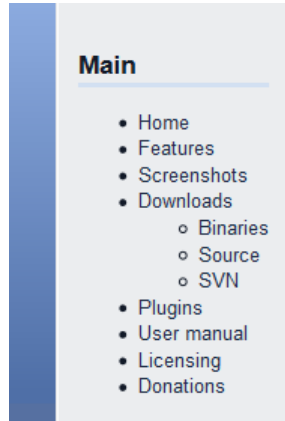 Main
Home
Features
Screenshots
Downloads
Binaries
Source
SVN
Plugins
User manual
Licensing
Donations